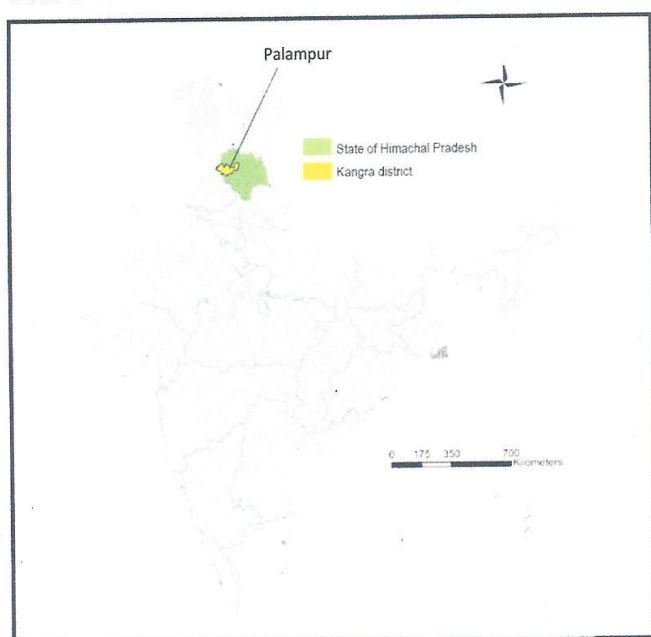 Palampur
State of Himachal Pradesh
Kangra district
0 175 350 700
Kilometers